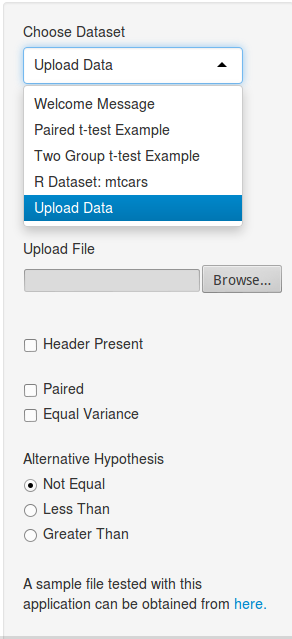 Choose Dataset
Upload Data
Welcome Message
Paired t-test Example
Two Group t-test Example
R Dataset: mtcars
Upload Data
Upload File
Browse...
Header Present
Paired
Equal Variance
Alternative Hypothesis
Not Equal
Less Than
Greater Than
A sample file tested with this
application can be obtained from here.